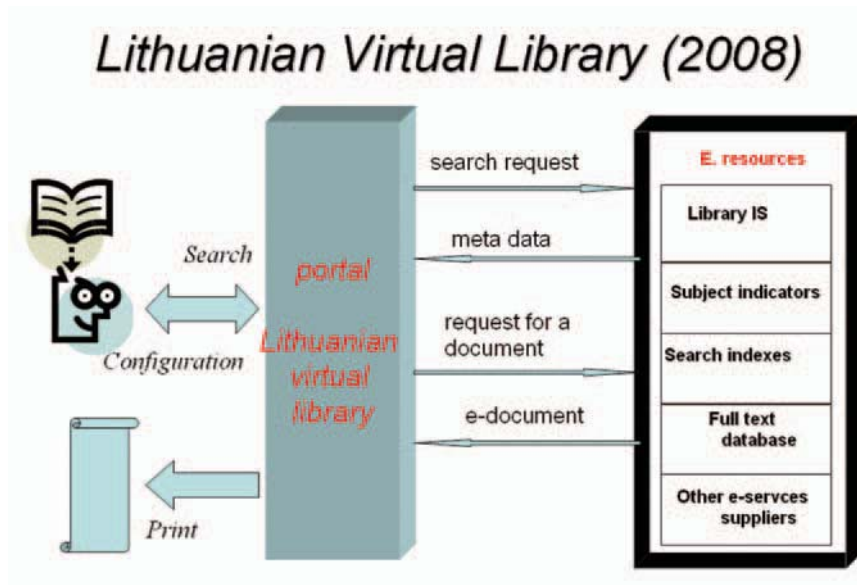 Lithuanian Virtual Library (2008)
Search
Configuration
Print
portal
Lithuanian
virtual
library
search request
meta data
request for a
document
e-document
E. resources
Library IS
Subject indicators
Search indexes
Full text
database
Other e-servces
suppliers